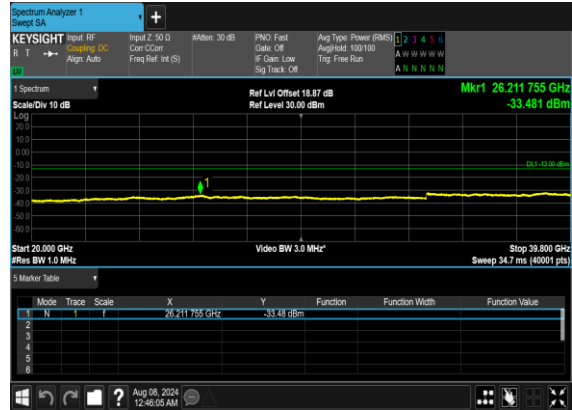 Spectrum Analyzer 1
Swept SA
+
KEYSIGHT
R T
Input: RF
Coupling: DC
Align: Auto
Input Z: 50 Ω
Corr CCorr
Freq Ref: Int (S)
#Atten: 30 dB
PNO: Fast
Gate: Off
IF Gain: Low
Sig Track: Off
Avg Type: Power (RMS)
Avg|Hold: 100/100
Trig: Free Run
1 2 3 4 5 6
A W W W W W
A N N N N N
1 Spectrum
Scale/Div 10 dB
Ref Lvl Offset 18.87 dB
Ref Level 30.00 dBm
Mkr1 26.211 755 GHz
-33.481 dBm
Log
20.0
10.0
0.00
-10.0
-20.0
-30.0
-40.0
-50.0
-60.0
DL1 -13.00 dBm
1
Start 20.000 GHz
#Res BW 1.0 MHz
Video BW 3.0 MHz*
Stop 39.800 GHz
Sweep 34.7 ms (40001 pts)
5 Marker Table
Mode Trace Scale X Y Function Function Width Function Value
1 N 1 f 26.211 755 GHz -33.48 dBm
2
3
4
5
6
?
Aug 08, 2024
12:46:05 AM